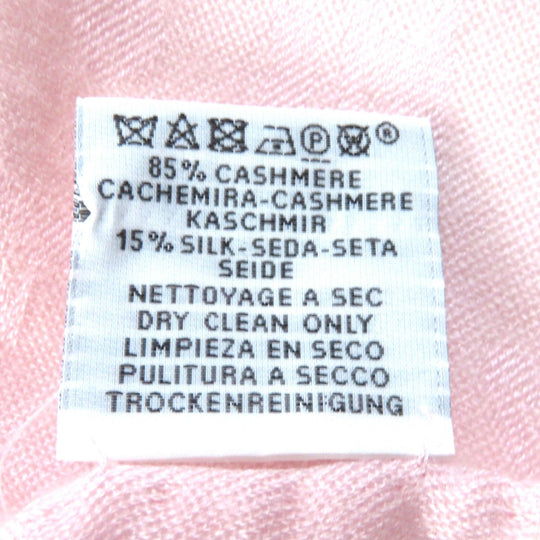 P W ®
85% CASHMERE
CACHEMIRA-CASHMERE
KASCHMIR
15% SILK-SEDA-SETA
SEIDE
NETTOYAGE A SEC
DRY CLEAN ONLY
LIMPIEZA EN SECO
PULITURA A SECCO
TROCKENREINIGUNG